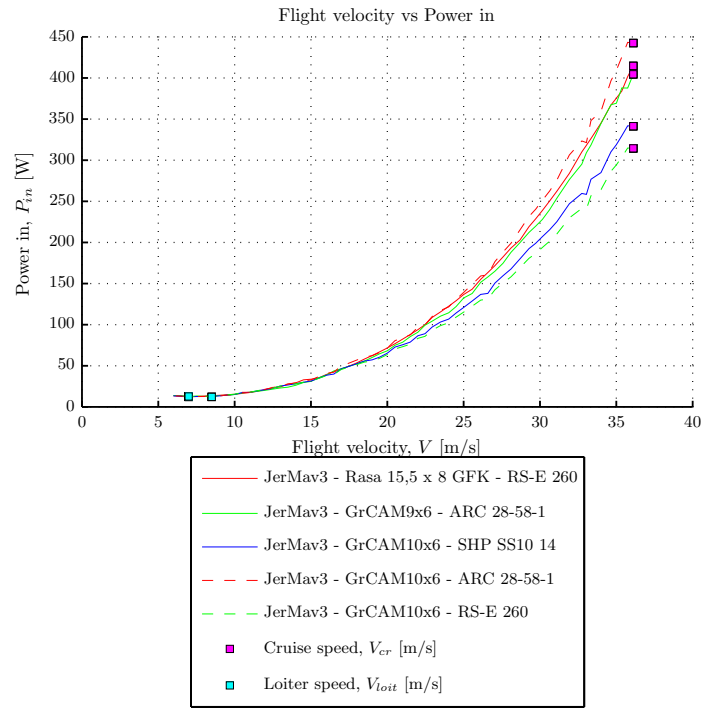 Flight velocity vs Power in
450
400
350
300
250
200
150
100
50
0
Power in, P_in [W]
0 5 10 15 20 25 30 35 40
Flight velocity, V [m/s]
JerMav3 - Rasa 15,5 x 8 GFK - RS-E 260
JerMav3 - GrCAM9x6 - ARC 28-58-1
JerMav3 - GrCAM10x6 - SHP SS10 14
JerMav3 - GrCAM10x6 - ARC 28-58-1
JerMav3 - GrCAM10x6 - RS-E 260
Cruise speed, V_cr [m/s]
Loiter speed, V_loit [m/s]